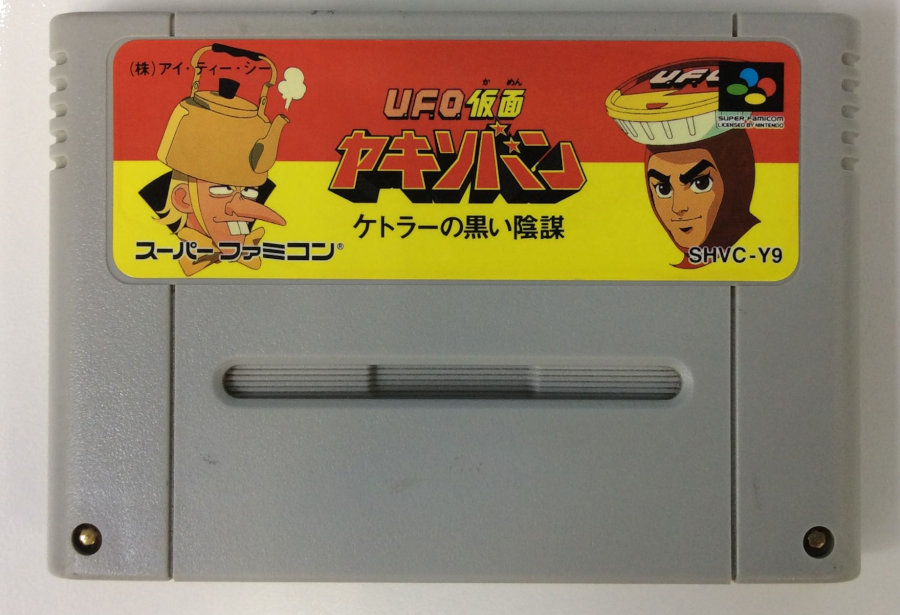 (株)アイ・ティー・シー
U.F.O.
かめん
U.F.O.仮面
ヤキソバン
ケトラーの黒い陰謀
SUPER FAMICOM
LICENSED BY NINTENDO
スーパーファミコン®
SHVC-Y9